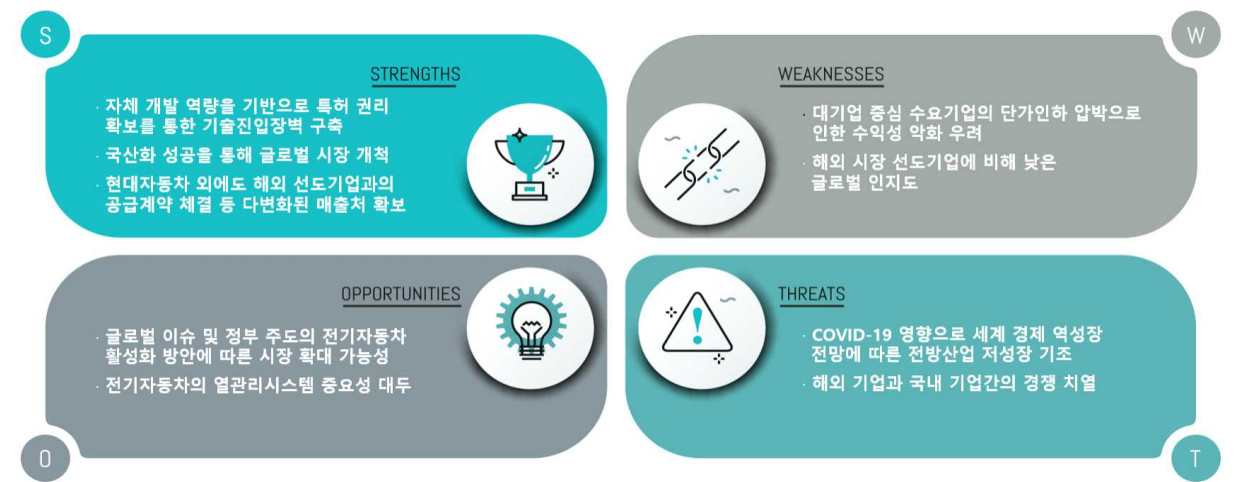 S
STRENGTHS
· 자체 개발 역량을 기반으로 특허 권리
확보를 통한 기술진입장벽 구축
· 국산화 성공을 통해 글로벌 시장 개척
· 현대자동차 외에도 해외 선도기업과의
공급계약 체결 등 다변화된 매출처 확보
W
WEAKNESSES
· 대기업 중심 수요기업의 단가인하 압박으로
인한 수익성 악화 우려
· 해외 시장 선도기업에 비해 낮은
글로벌 인지도
OPPORTUNITIES
· 글로벌 이슈 및 정부 주도의 전기자동차
활성화 방안에 따른 시장 확대 가능성
· 전기자동차의 열관리시스템 중요성 대두
O
THREATS
· COVID-19 영향으로 세계 경제 역성장
전망에 따른 전방산업 저성장 기조
· 해외 기업과 국내 기업간의 경쟁 치열
T